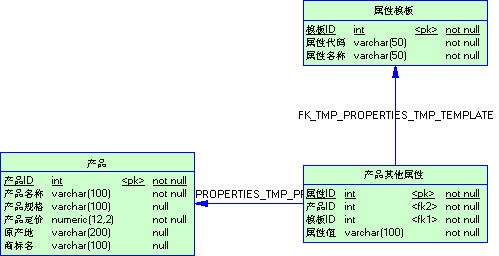 属性模板
模板ID int <pk> not null
属性代码 varchar(50) not null
属性名称 varchar(50) not null
FK_TMP_PROPERTIES_TMP_TEMPLATE
产品
产品ID int <pk> not null
产品名称 varchar(100) not null
产品规格 varchar(100) null
产品定价 numeric(12,2) not null
原产地 varchar(200) null
商标名 varchar(100) null
PROPERTIES_TMP_PR
产品其他属性
属性ID int <pk> not null
产品ID int <fk2> not null
模板ID int <fk1> not null
属性值 varchar(100) not null